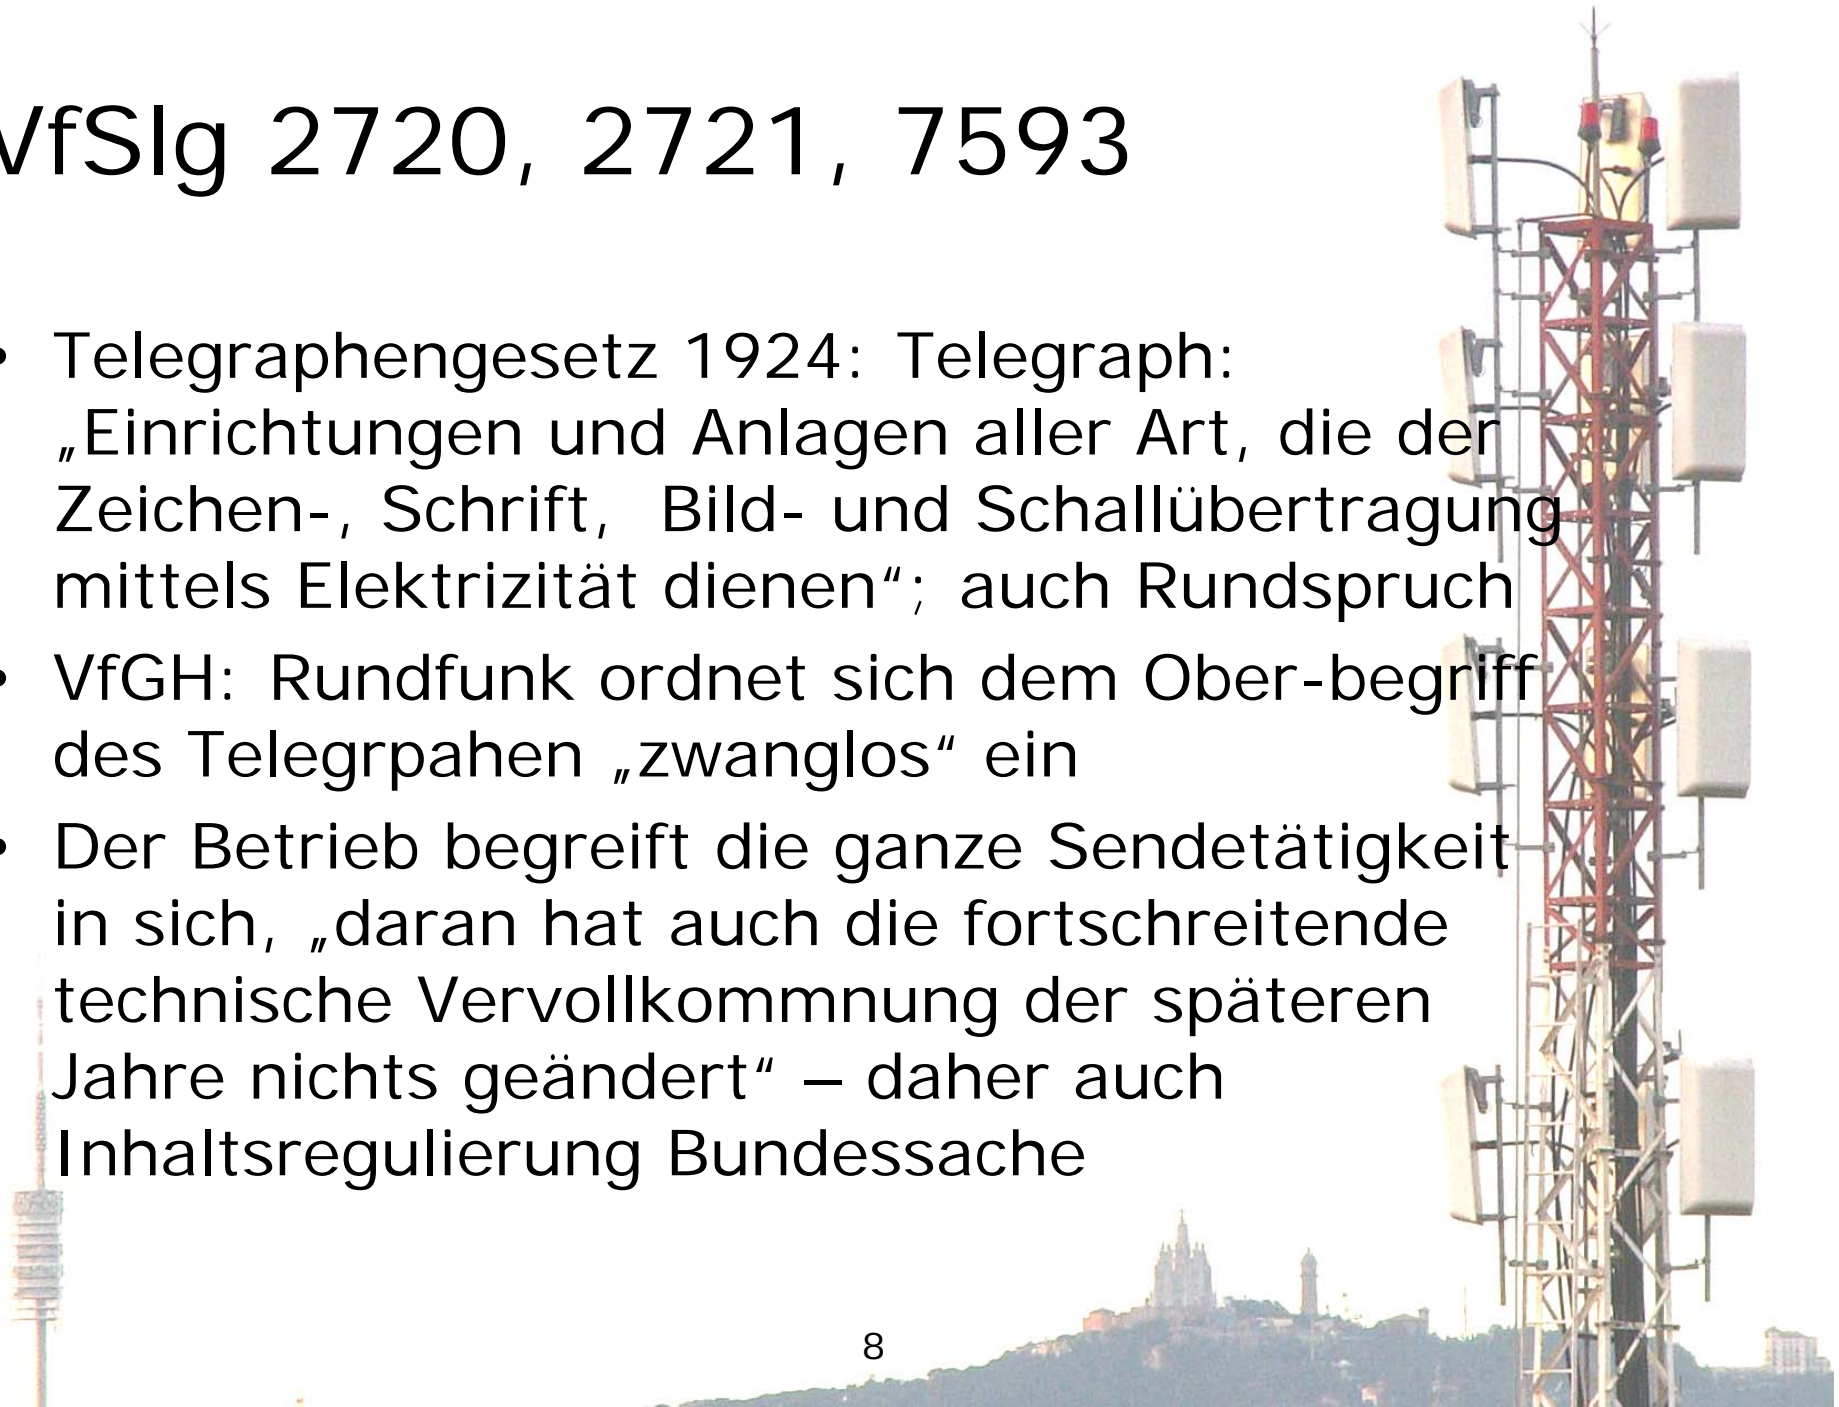 VfSlg 2720, 2721, 7593
• Telegraphengesetz 1924: Telegraph:
„Einrichtungen und Anlagen aller Art, die der
Zeichen-, Schrift, Bild- und Schallübertragung
mittels Elektrizität dienen“; auch Rundspruch
• VfGH: Rundfunk ordnet sich dem Ober-begriff
des Telegrpahen „zwanglos“ ein
• Der Betrieb begreift die ganze Sendetätigkeit
in sich, „daran hat auch die fortschreitende
technische Vervollkommnung der späteren
Jahre nichts geändert“ – daher auch
Inhaltsregulierung Bundessache
8